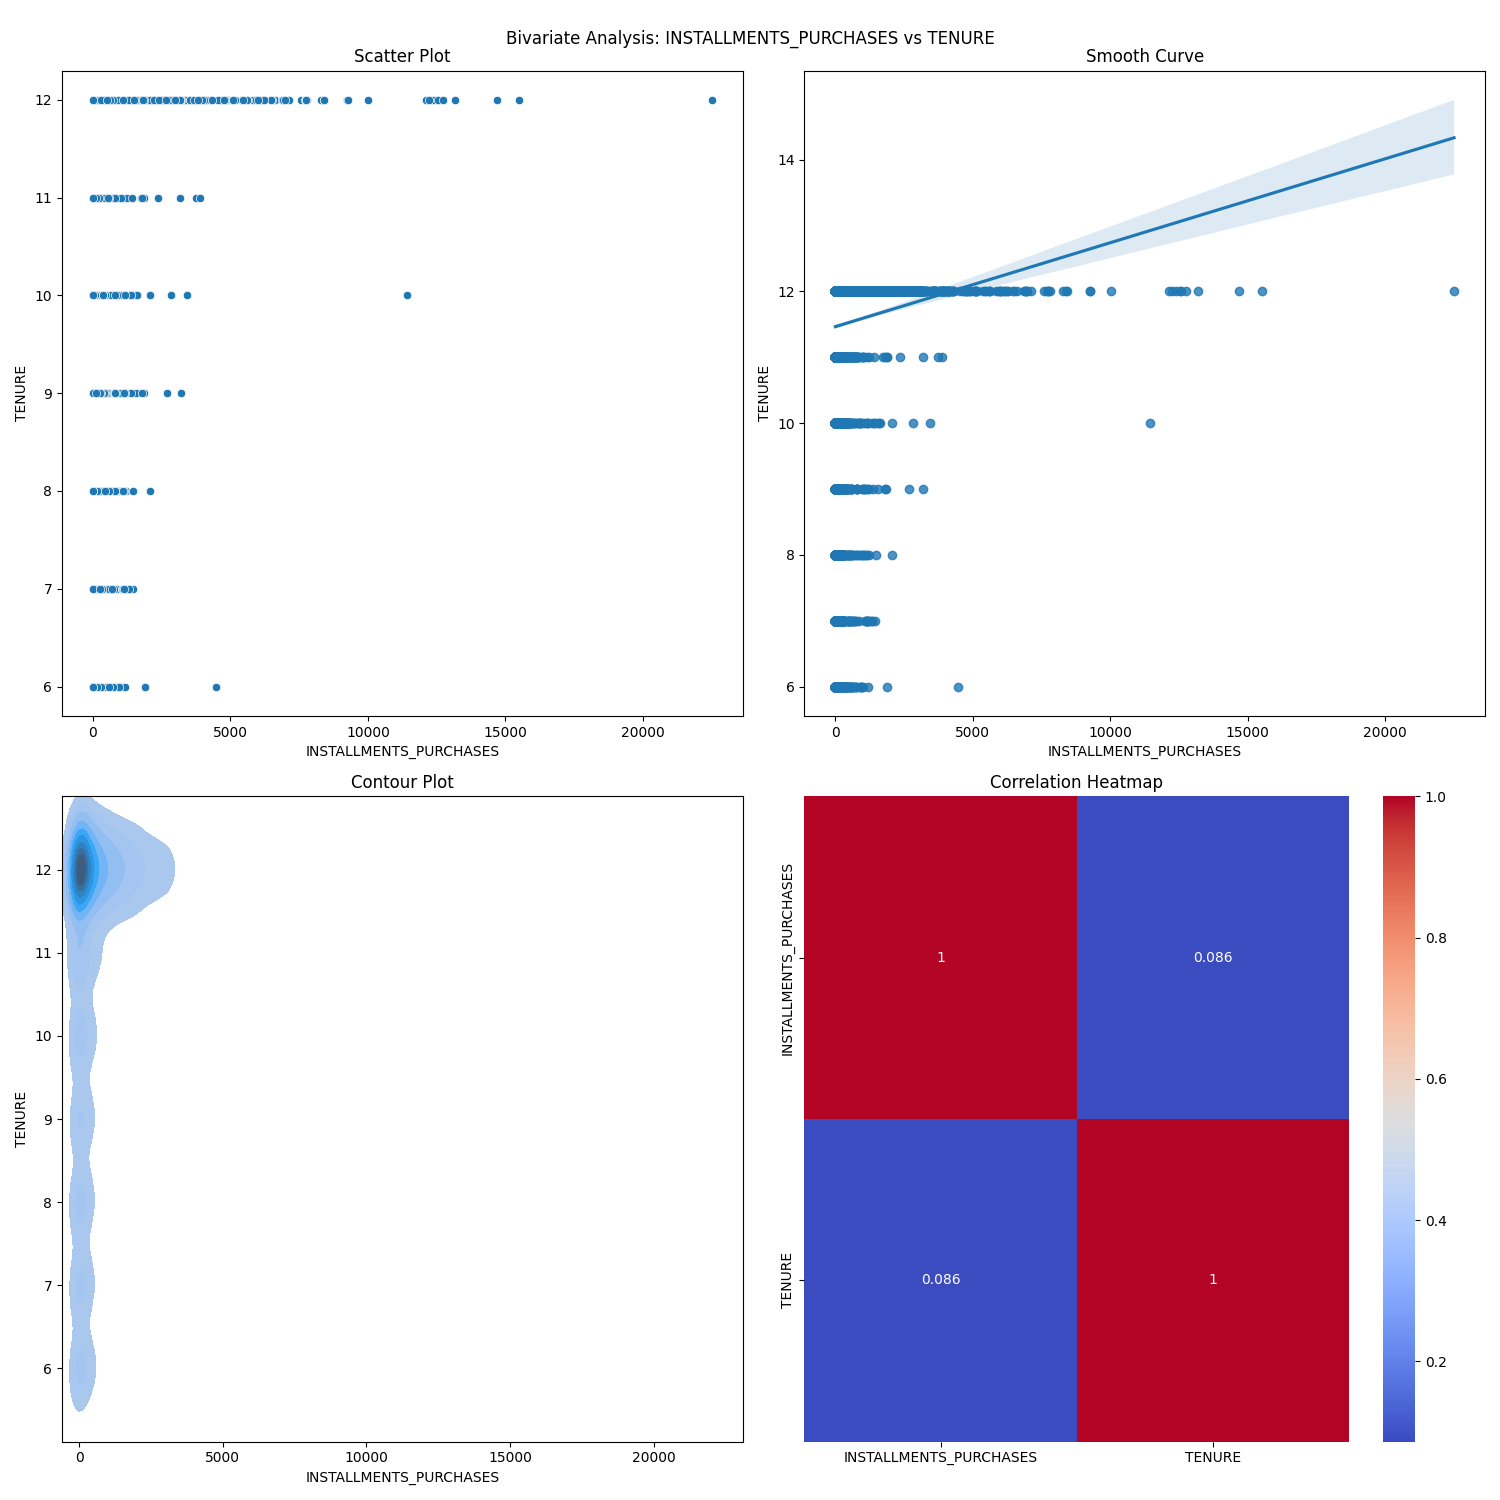 Bivariate Analysis: INSTALLMENTS_PURCHASES vs TENURE
Scatter Plot
12
11
10
9
8
7
6
TENURE
0 5000 10000 15000 20000
INSTALLMENTS_PURCHASES
Smooth Curve
14
12
10
8
6
TENURE
0 5000 10000 15000 20000
INSTALLMENTS_PURCHASES
Contour Plot
12
11
10
9
8
7
6
TENURE
0 5000 10000 15000 20000
INSTALLMENTS_PURCHASES
Correlation Heatmap
INSTALLMENTS_PURCHASES
TENURE
1 0.086
0.086 1
INSTALLMENTS_PURCHASES TENURE
1.0
0.8
0.6
0.4
0.2